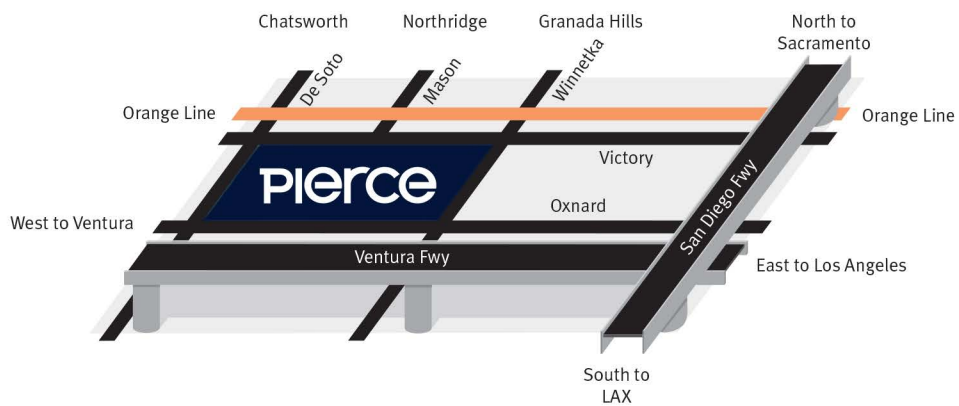 Chatsworth
Northridge
Granada Hills
North to
Sacramento
De Soto
Mason
Winnetka
Orange Line
Orange Line
Victory
PIerce
Oxnard
San Diego Fwy
West to Ventura
Ventura Fwy
East to Los Angeles
South to
LAX